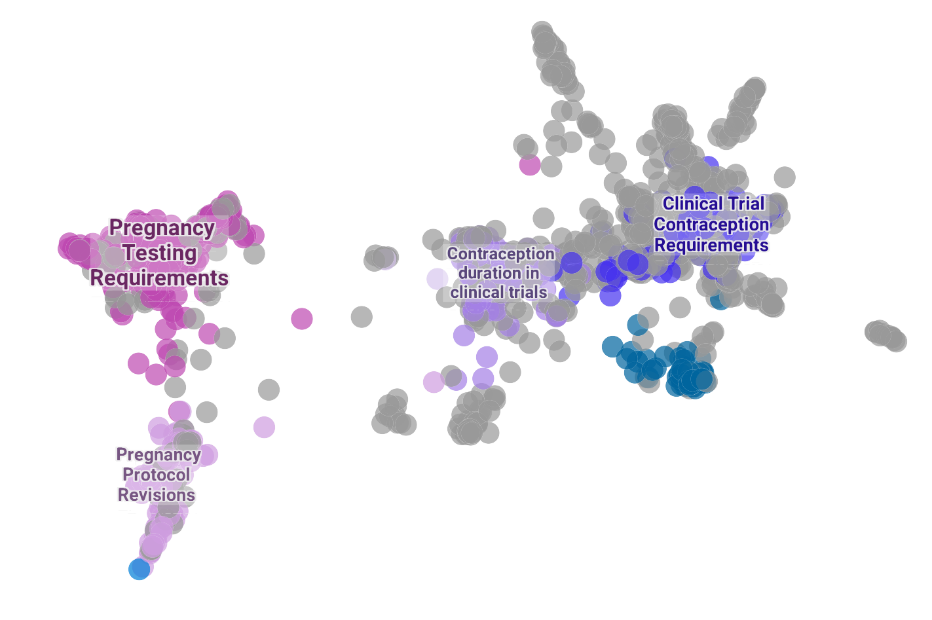 Clinical Trial
Contraception
Requirements
Pregnancy
Testing
Requirements
Contraception
duration in
clinical trials
Pregnancy
Protocol
Revisions